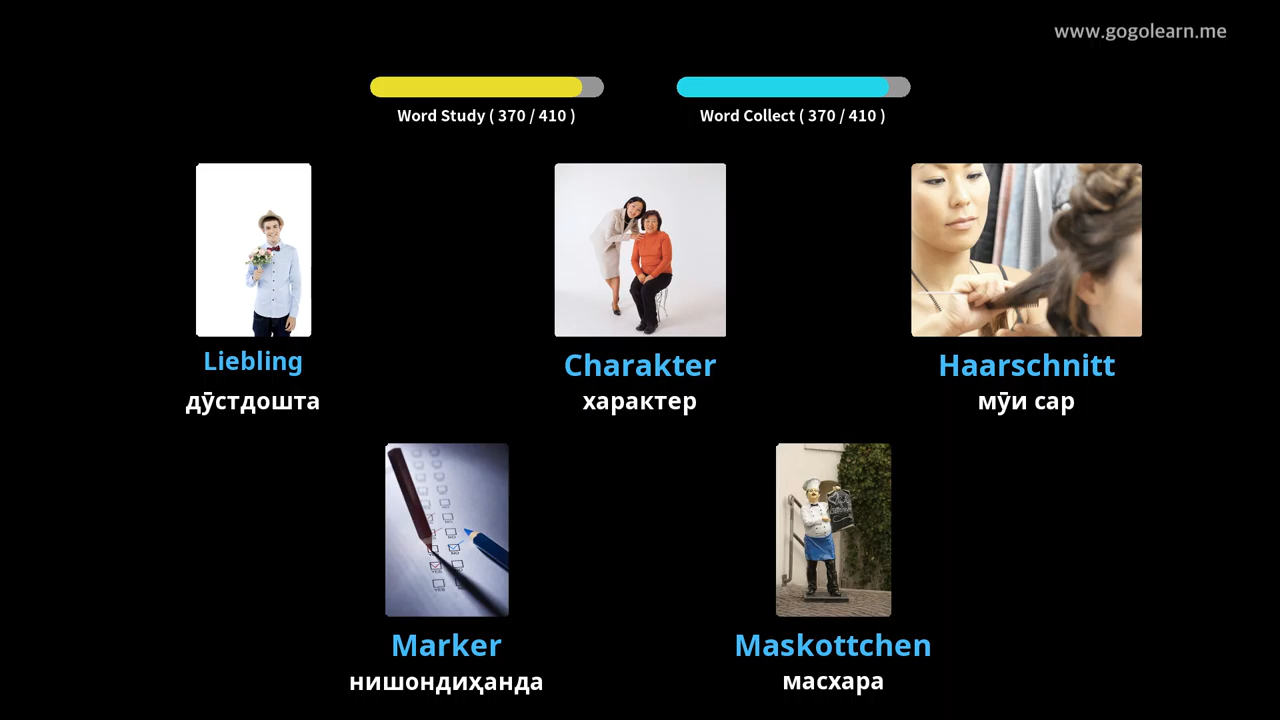 www.gogolearn.me
Word Study ( 370 / 410 )
Word Collect ( 370 / 410 )
Liebling
дӯстдошта
Charakter
характер
Haarschnitt
мӯи сар
Marker
нишондиҳанда
Maskottchen
масхара